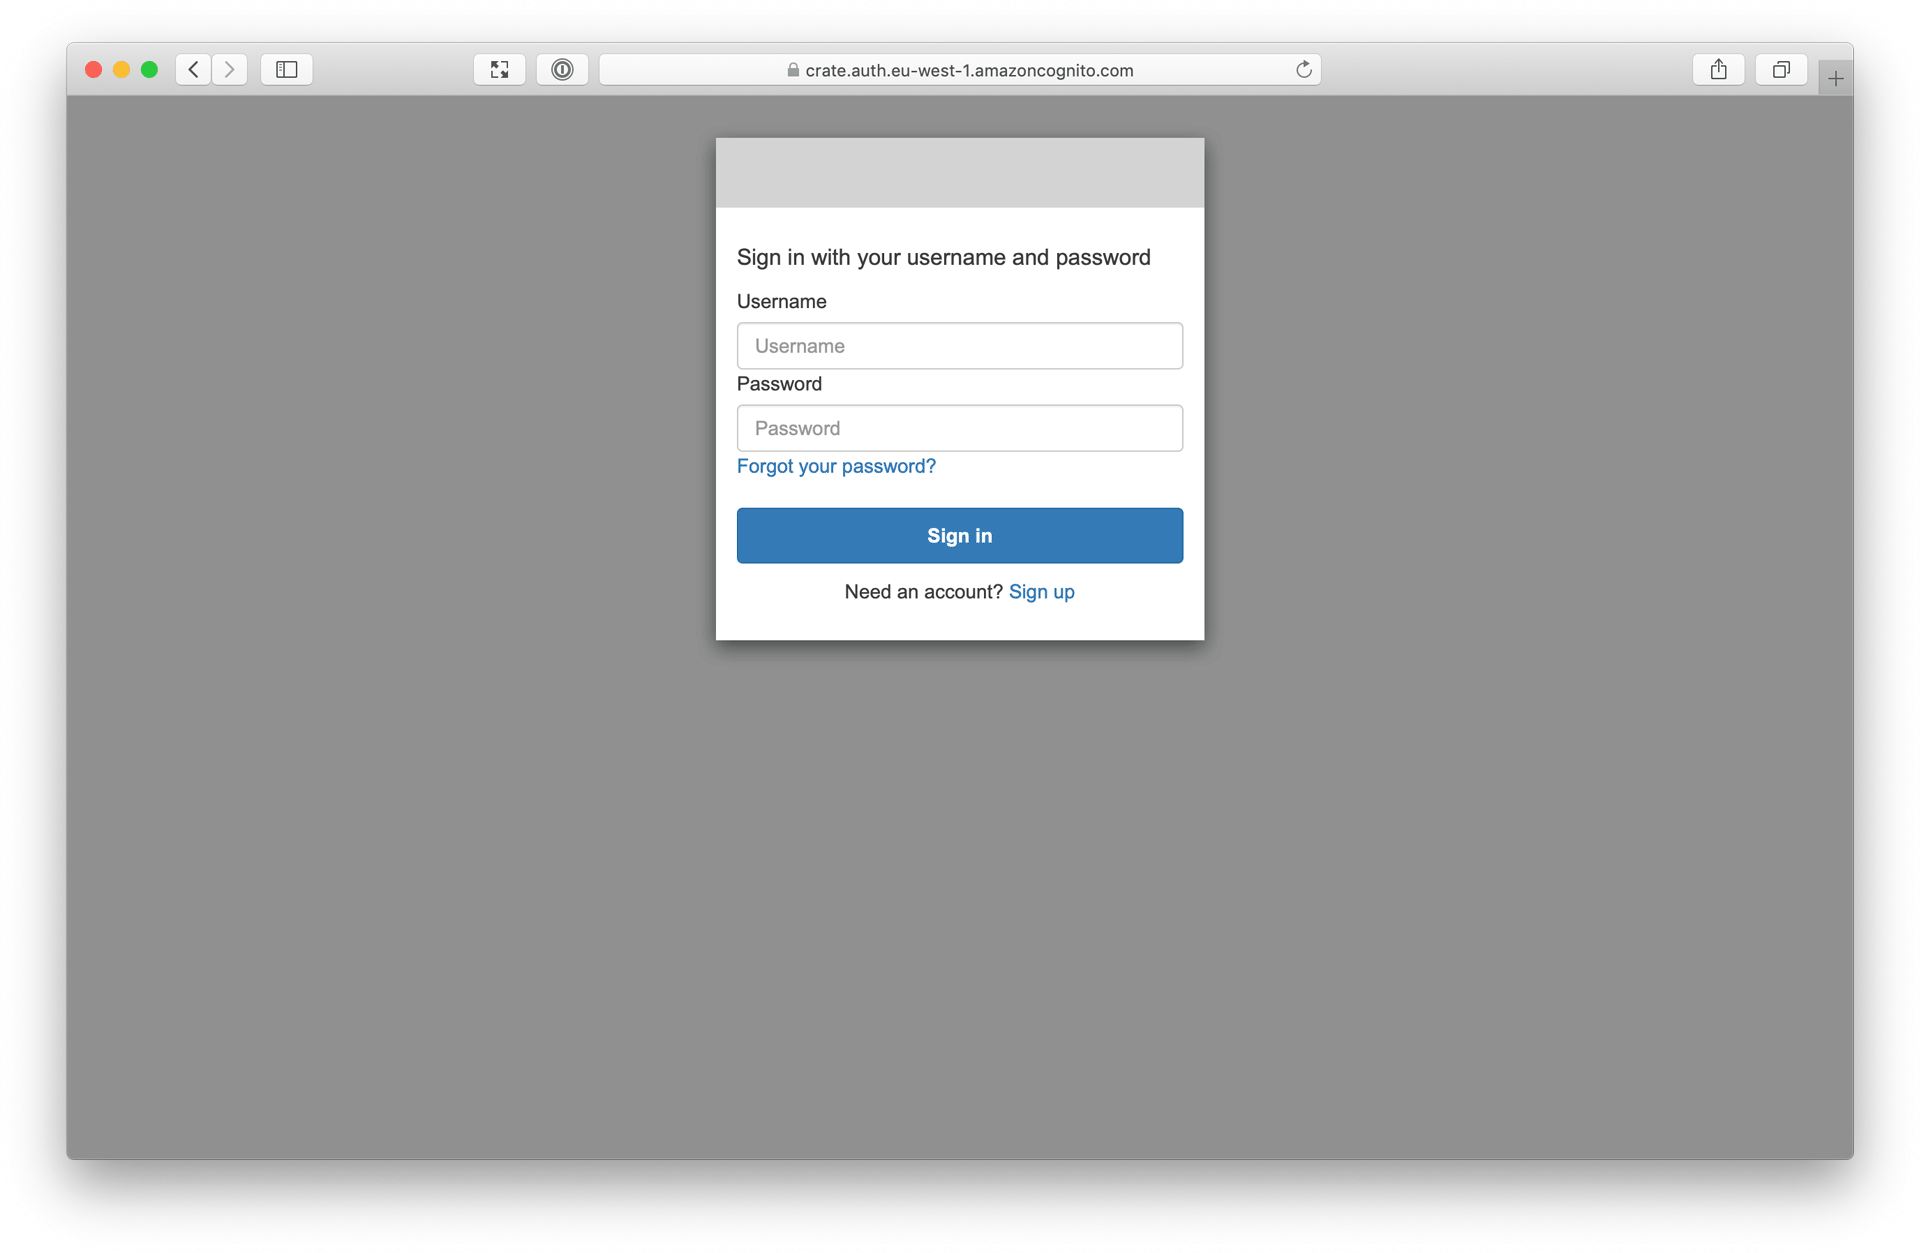 crate.auth.eu-west-1.amazoncognito.com
Sign in with your username and password
Username
Username
Password
Password
Forgot your password?
Sign in
Need an account? Sign up